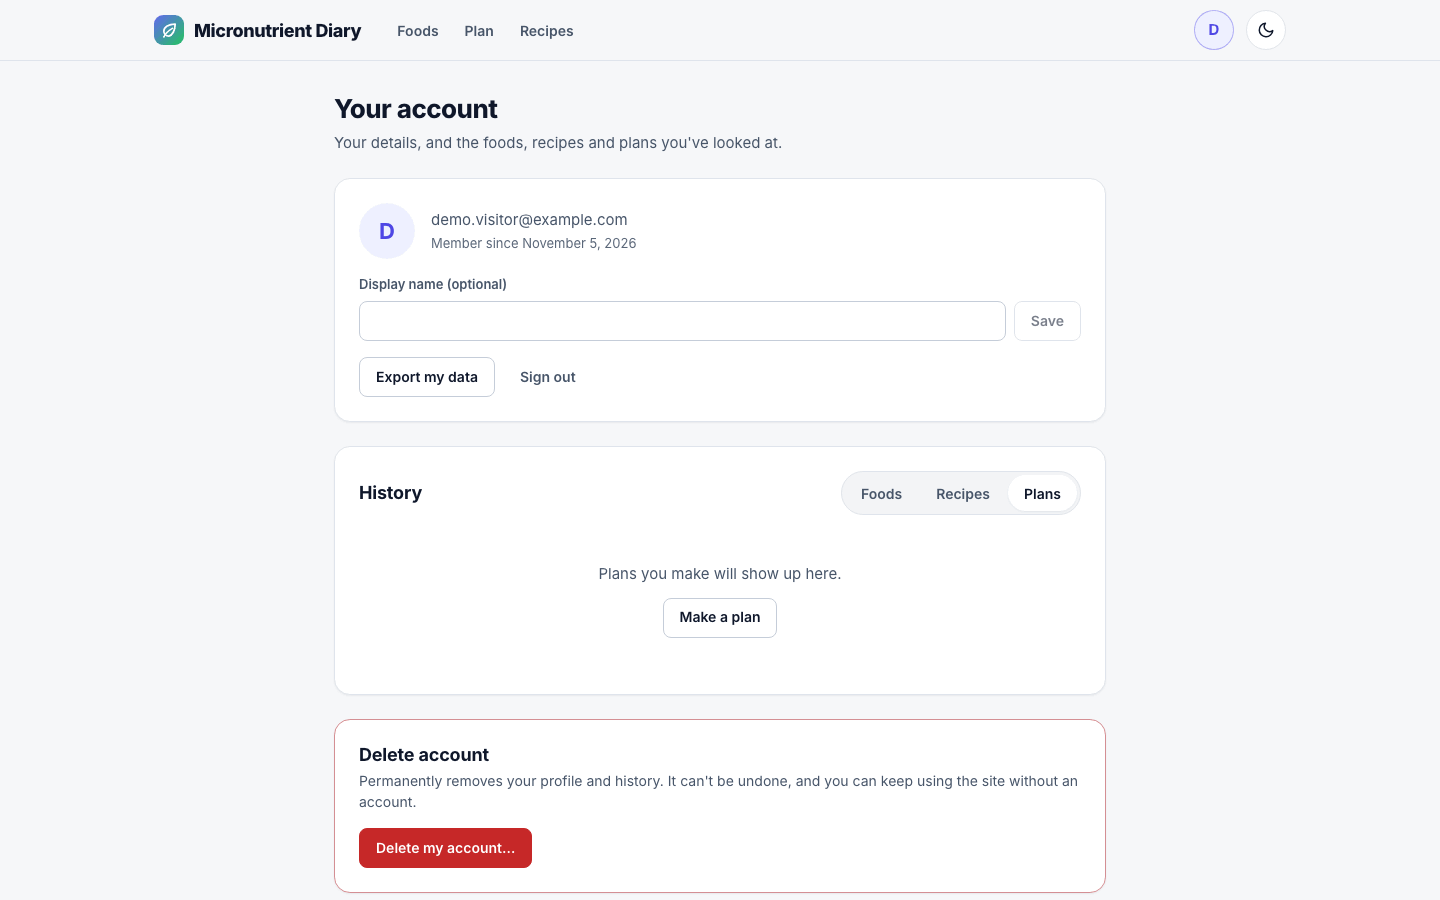 Micronutrient Diary
Foods
Plan
Recipes
D
Your account
Your details, and the foods, recipes and plans you've looked at.
D
demo.visitor@example.com
Member since November 5, 2026
Display name (optional)
Save
Export my data
Sign out
History
Foods
Recipes
Plans
Plans you make will show up here.
Make a plan
Delete account
Permanently removes your profile and history. It can't be undone, and you can keep using the site without an
account.
Delete my account...